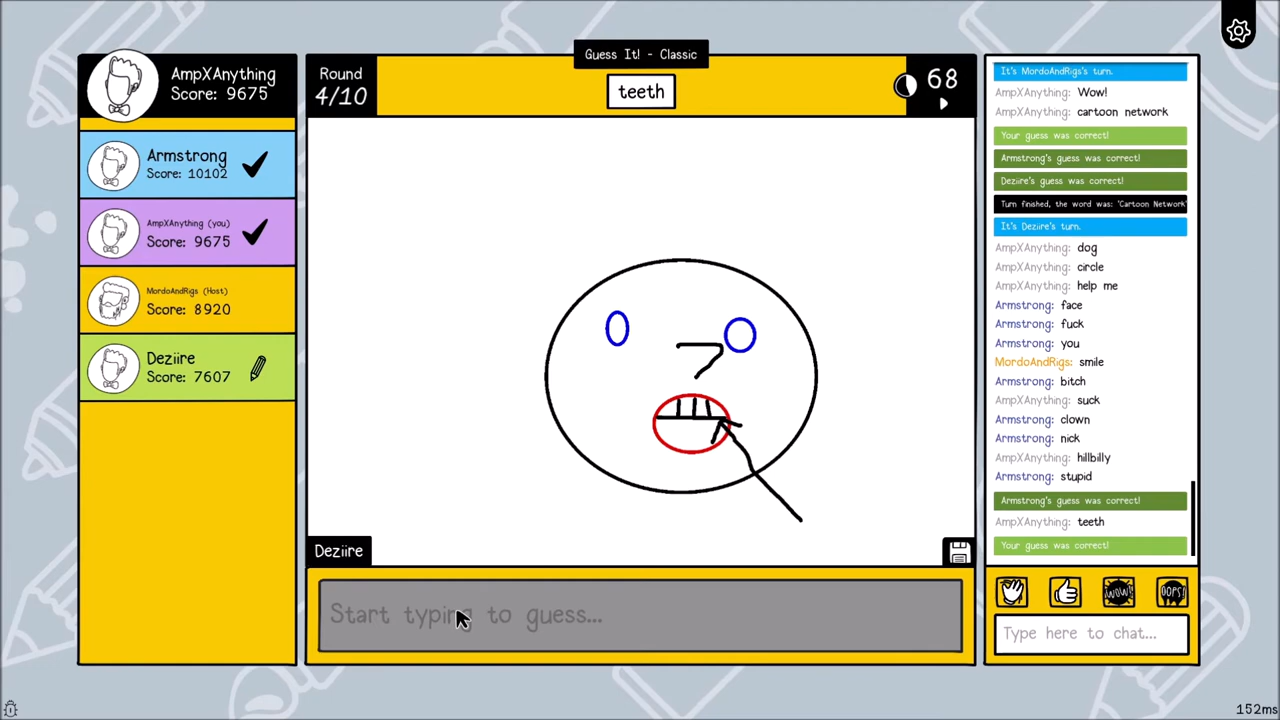 Guess It! - Classic
AmpXAnything
Score: 9675
Round
4/10
teeth
68
Armstrong
Score: 10102
AmpXAnything (you)
Score: 9675
MordoAndRigs (Host)
Score: 8920
Deziire
Score: 7607
Deziire
Start typing to guess...
It's MordoAndRigs's turn.
AmpXAnything: Wow!
AmpXAnything: cartoon network
Your guess was correct!
Armstrong's guess was correct!
Deziire's guess was correct!
Turn finished, the word was: 'Cartoon Network'
It's Deziire's turn.
AmpXAnything: dog
AmpXAnything: circle
AmpXAnything: help me
Armstrong: face
Armstrong: fuck
Armstrong: you
MordoAndRigs: smile
Armstrong: bitch
AmpXAnything: suck
Armstrong: clown
Armstrong: nick
AmpXAnything: hillbilly
Armstrong: stupid
Armstrong's guess was correct!
AmpXAnything: teeth
Your guess was correct!
WOW!
OOPS!
Type here to chat...
152ms